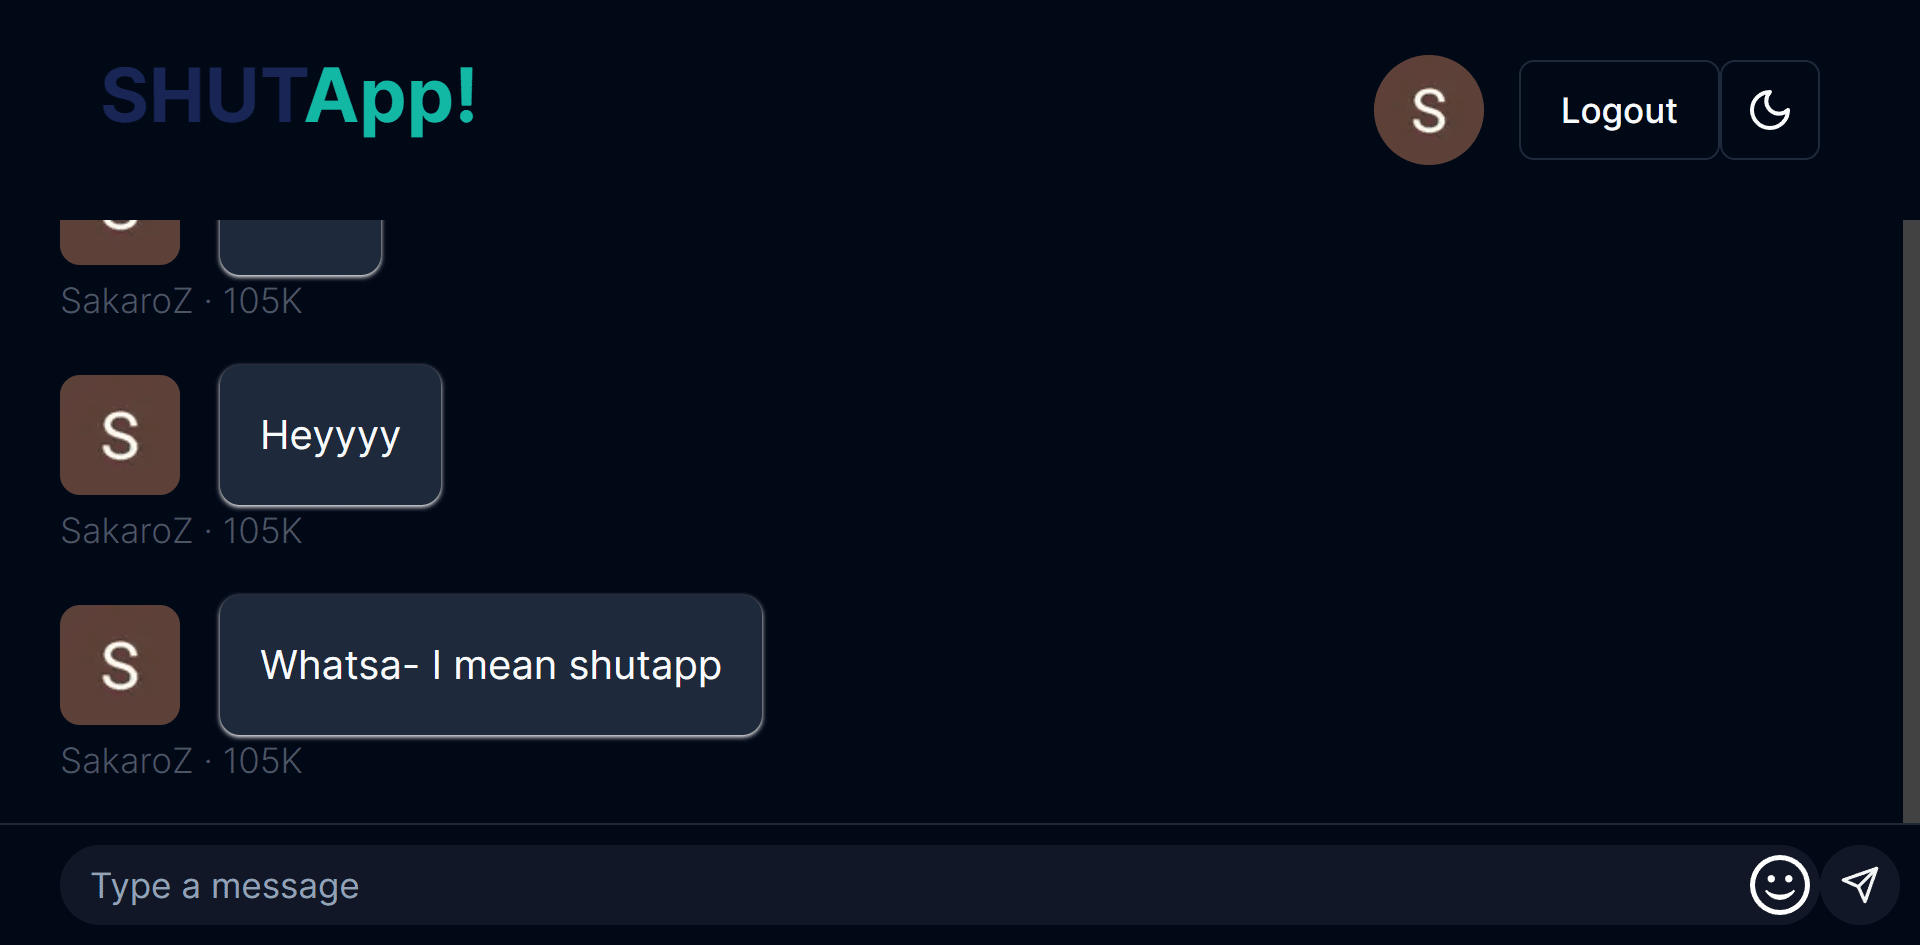 SHUTApp!
S
Logout
SakaroZ · 105K
S
Heyyyy
SakaroZ · 105K
S
Whatsa- I mean shutapp
SakaroZ · 105K
Type a message